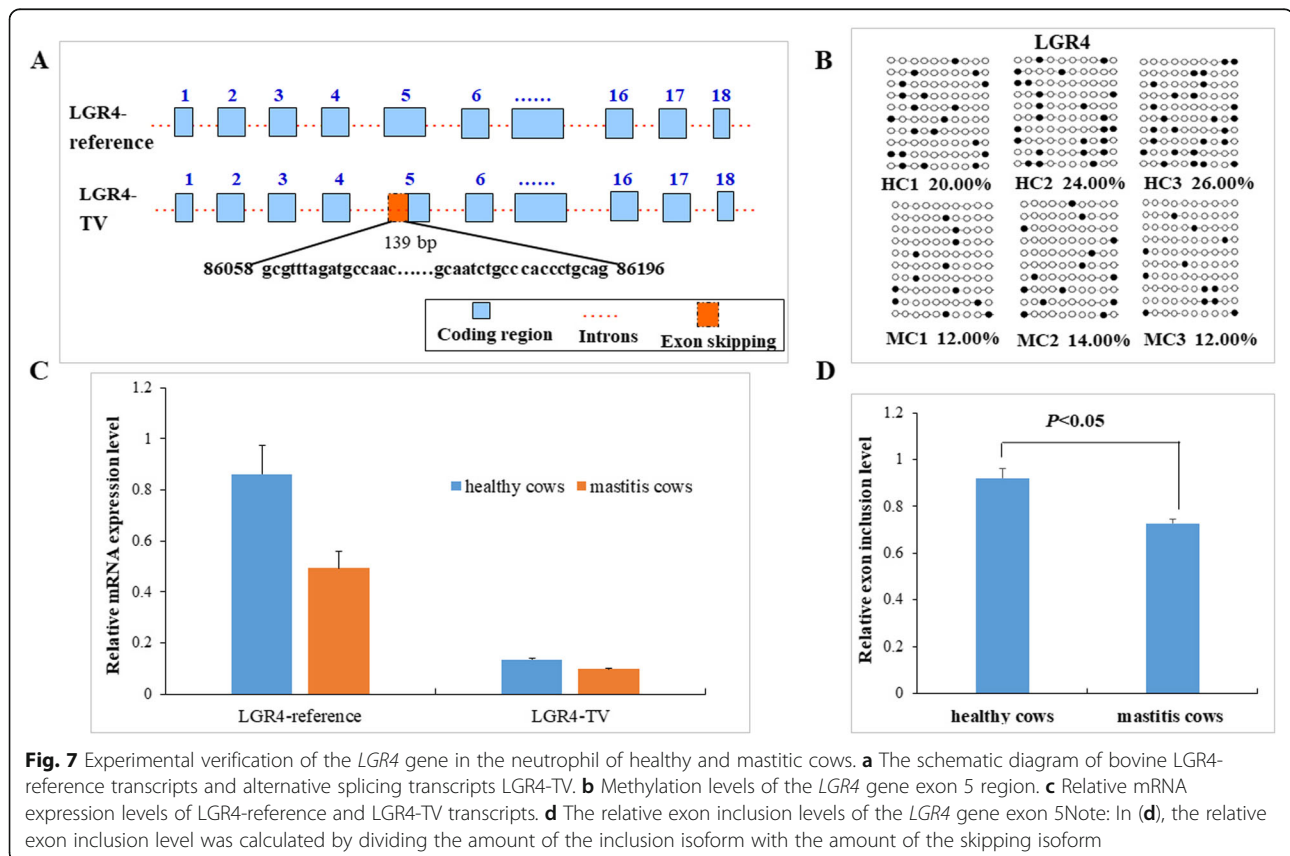 A
1 2 3 4 5 6 ...... 16 17 18
LGR4-
reference
1 2 3 4 5 6 ...... 16 17 18
LGR4-
TV
139 bp
86058 gcgtttagatgccaac……gcaatctgcc caccctgcag 86196
Coding region
Introns
Exon skipping
B
LGR4
HC1 20.00% HC2 24.00% HC3 26.00%
MC1 12.00% MC2 14.00% MC3 12.00%
C
Relative mRNA expression level
1.2
1
0.8
0.6
0.4
0.2
0
healthy cows mastitis cows
LGR4-reference LGR4-TV
D
Relative exon inclusion level
1.2
1
0.8
0.6
0.4
0.2
0
P<0.05
healthy cows mastitis cows
Fig. 7 Experimental verification of the LGR4 gene in the neutrophil of healthy and mastitic cows. a The schematic diagram of bovine LGR4-
reference transcripts and alternative splicing transcripts LGR4-TV. b Methylation levels of the LGR4 gene exon 5 region. c Relative mRNA
expression levels of LGR4-reference and LGR4-TV transcripts. d The relative exon inclusion levels of the LGR4 gene exon 5Note: In (d), the relative
exon inclusion level was calculated by dividing the amount of the inclusion isoform with the amount of the skipping isoform